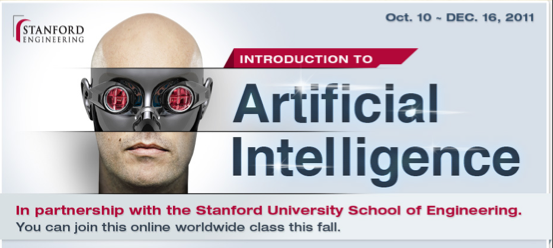 STANFORD
ENGINEERING
Oct. 10 - DEC. 16, 2011
INTRODUCTION TO
Artificial
Intelligence
In partnership with the Stanford University School of Engineering.
You can join this online worldwide class this fall.